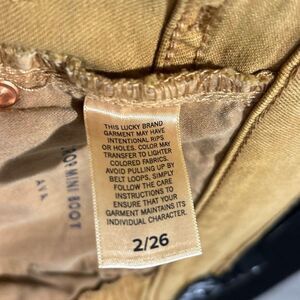 THIS LUCKY BRAND
GARMENT MAY HAVE
INTENTIONAL RIPS
OR HOLES. COLOR MAY
TRANSFER TO LIGHTER
COLORED FABRICS.
AVOID PULLING UP BY
BELT LOOPS, SIMPLY
FOLLOW THE CARE
INSTRUCTIONS TO
ENSURE THAT YOUR
GARMENT MAINTAINS ITS
INDIVIDUAL CHARACTER.
2/26
MINI BOOT
AVA